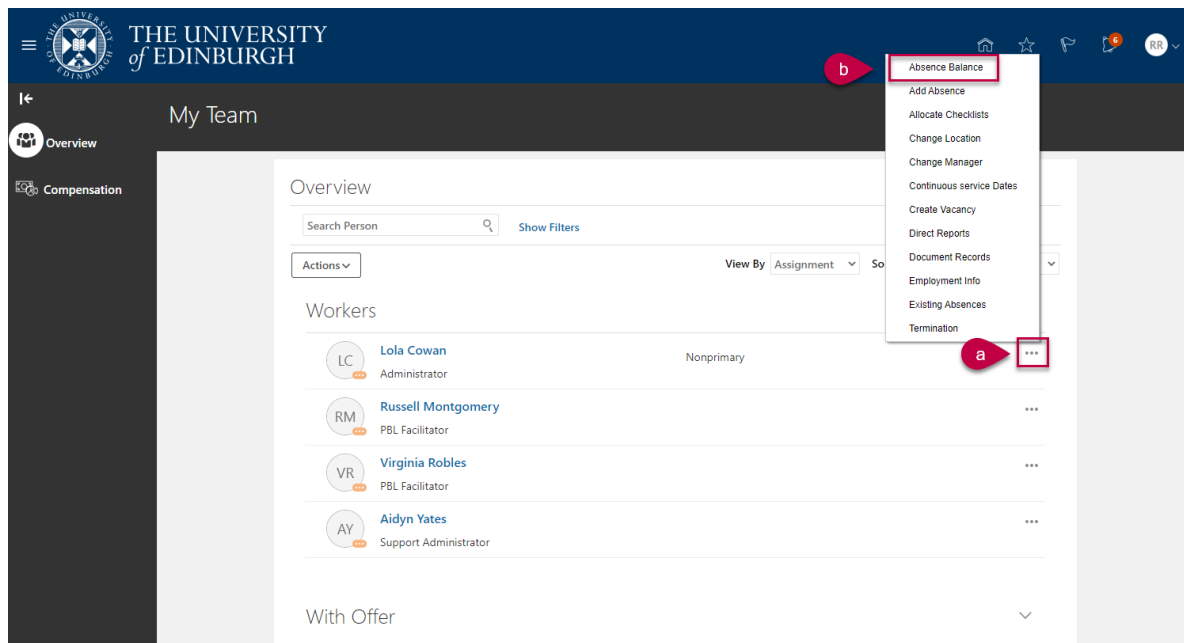 THE UNIVERSITY
of EDINBURGH
6
RR
b
Absence Balance
Add Absence
Allocate Checklists
Change Location
Change Manager
Continuous service Dates
Create Vacancy
Direct Reports
Document Records
Employment Info
Existing Absences
Termination
a
My Team
Overview
Compensation
Overview
Search Person
Show Filters
Actions
View By Assignment So
Workers
LC
Lola Cowan
Nonprimary
Administrator
RM
Russell Montgomery
PBL Facilitator
VR
Virginia Robles
PBL Facilitator
AY
Aidyn Yates
Support Administrator
With Offer